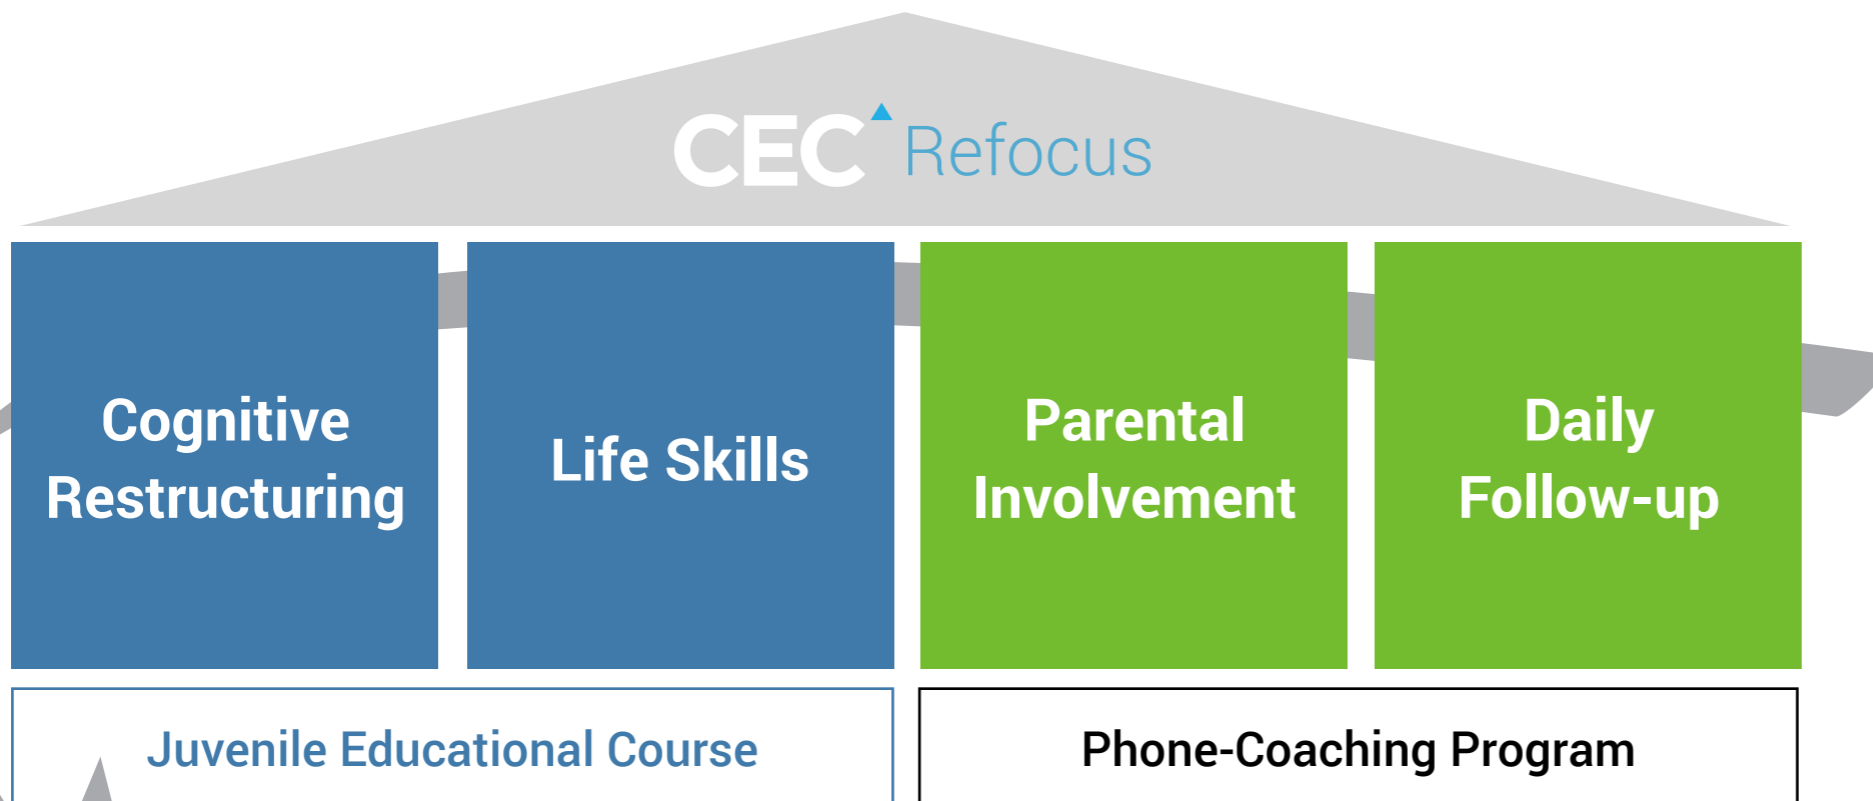 CEC Refocus
Cognitive
Restructuring
Life Skills
Parental
Involvement
Daily
Follow-up
Juvenile Educational Course
Phone-Coaching Program